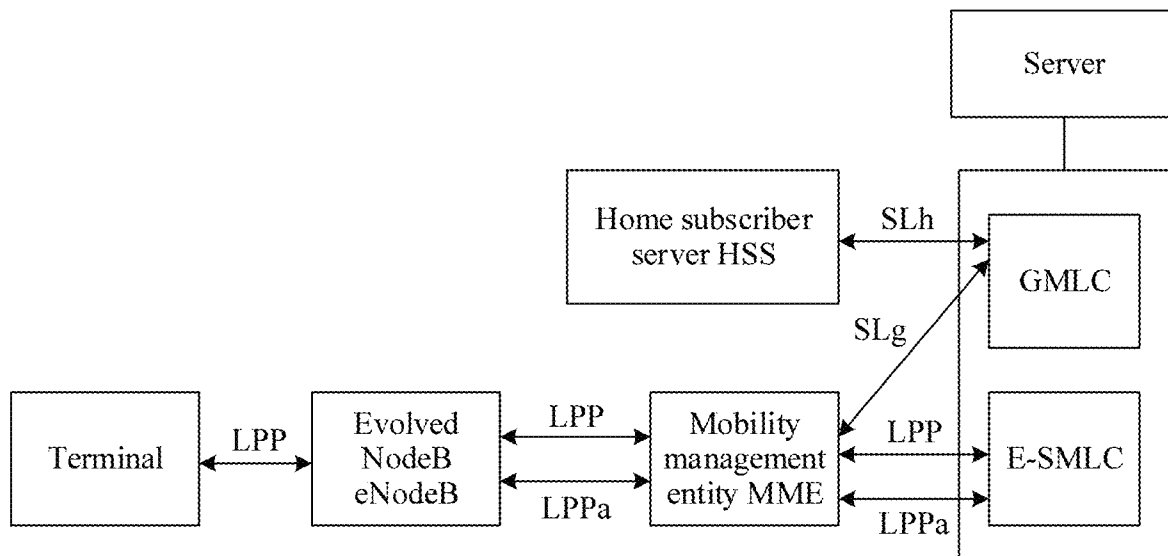 Server
Home subscriber
server HSS
SLh
GMLC
SLg
Terminal
LPP
Evolved
NodeB
eNodeB
LPP
LPPa
Mobility
management
entity MME
LPP
LPPa
E-SMLC